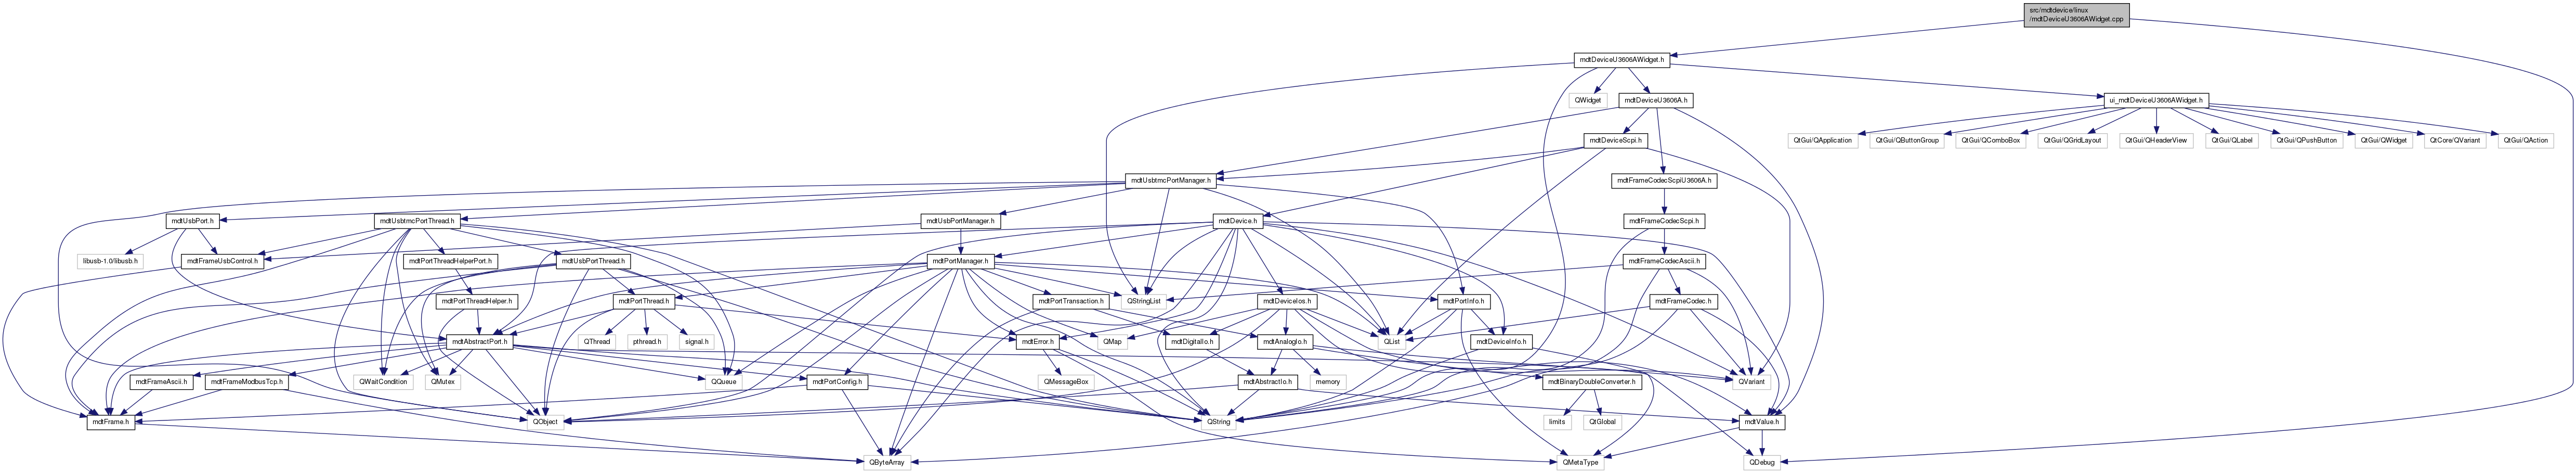 src/mdtdevice/linux
/mdtDeviceU3606AWidget.cpp
mdtDeviceU3606AWidget.h
QWidget
mdtDeviceU3606A.h
ui_mdtDeviceU3606AWidget.h
mdtDeviceScpi.h
QtGui/QApplication
QtGui/QButtonGroup
QtGui/QComboBox
QtGui/QGridLayout
QtGui/QHeaderView
QtGui/QLabel
QtGui/QPushButton
QtGui/QWidget
QtCore/QVariant
QtGui/QAction
mdtUsbtmcPortManager.h
mdtFrameCodecScpiU3606A.h
mdtUsbPort.h
mdtUsbtmcPortThread.h
mdtUsbPortManager.h
mdtDevice.h
mdtFrameCodecScpi.h
libusb-1.0/libusb.h
mdtFrameUsbControl.h
mdtPortThreadHelperPort.h
mdtUsbPortThread.h
mdtPortManager.h
mdtFrameCodecAscii.h
mdtPortThreadHelper.h
mdtPortThread.h
mdtPortTransaction.h
QStringList
mdtDeviceIos.h
mdtPortInfo.h
mdtFrameCodec.h
mdtAbstractPort.h
QThread
pthread.h
signal.h
mdtError.h
QMap
mdtDigitalIo.h
mdtAnalogIo.h
QList
mdtDeviceInfo.h
mdtFrameAscii.h
mdtFrameModbusTcp.h
QWaitCondition
QMutex
QQueue
mdtPortConfig.h
QMessageBox
mdtAbstractIo.h
memory
mdtBinaryDoubleConverter.h
QVariant
mdtFrame.h
QObject
QString
limits
QtGlobal
mdtValue.h
QByteArray
QMetaType
QDebug